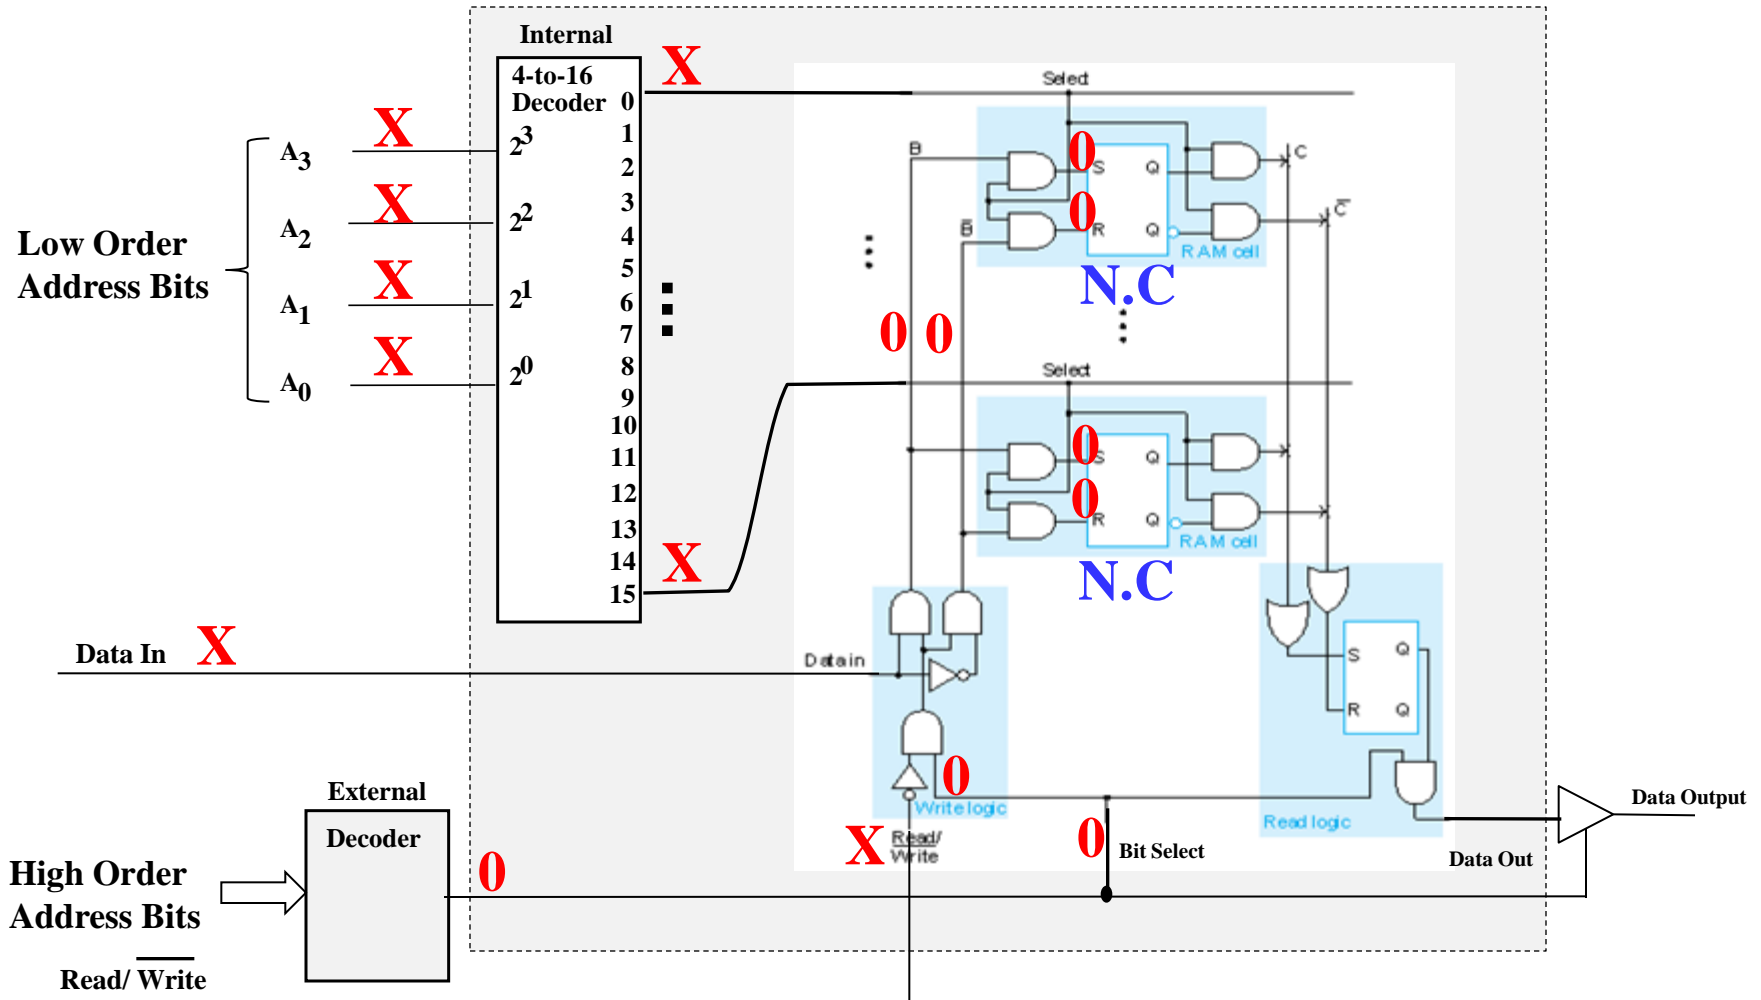 Internal
4-to-16
Decoder
X
0
1
2
3
4
5
6
7
8
9
10
11
12
13
14
15
X
2³
2²
2¹
2⁰
A₃ X
A₂ X
A₁ X
A₀ X
Low Order
Address Bits
Select
B
B̅
0
0
S Q
R Q
RAM cell
C
C̅
N.C
0 0
Select
0
0
S Q
R Q
RAM cell
N.C
Data In X
Data in
S Q
R Q
0
Write logic
Read logic
X
Read/
Write
0
Bit Select
Data Out
Data Output
External
Decoder
0
High Order
Address Bits
Read/ Write